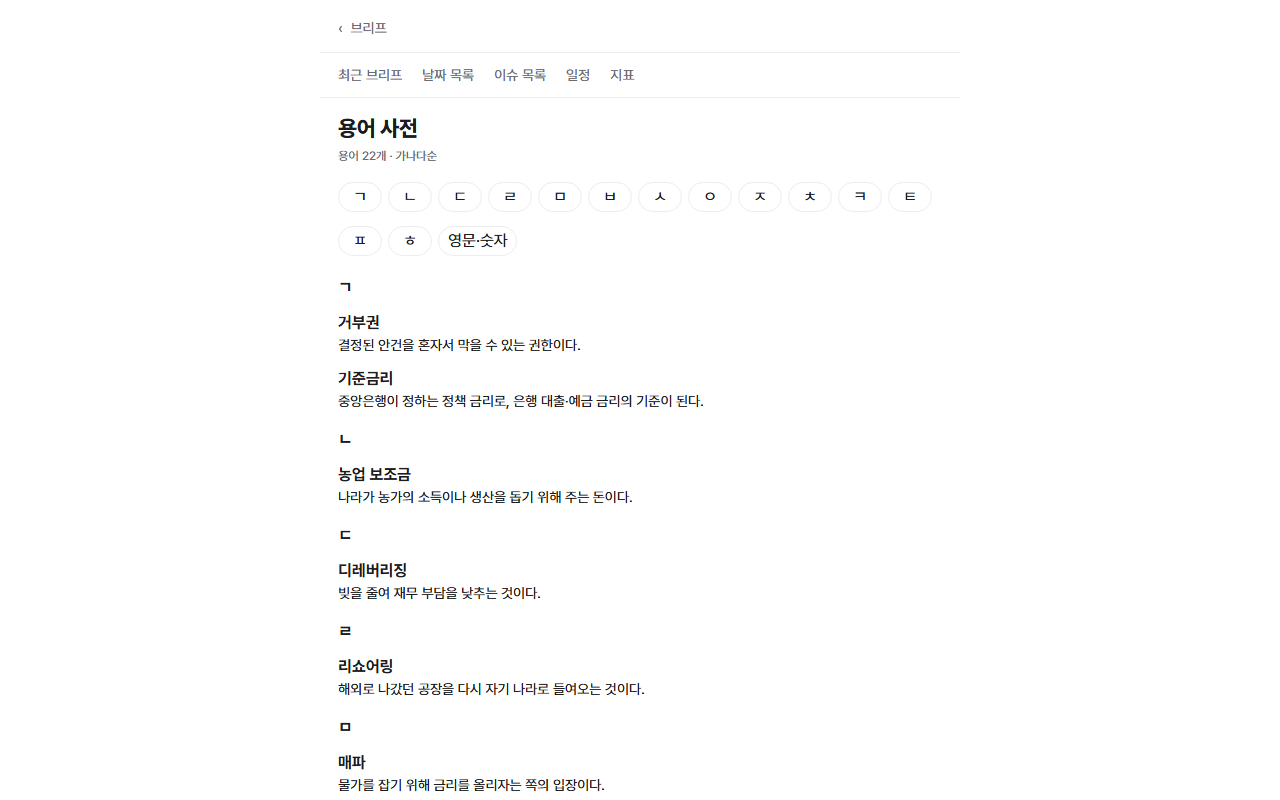 ‹ 브리프
최근 브리프 날짜 목록 이슈 목록 일정 지표
용어 사전
용어 22개 · 가나다순
ㄱ ㄴ ㄷ ㄹ ㅁ ㅂ ㅅ ㅇ ㅈ ㅊ ㅋ ㅌ
ㅍ ㅎ 영문·숫자
ㄱ
거부권
결정된 안건을 혼자서 막을 수 있는 권한이다.
기준금리
중앙은행이 정하는 정책 금리로, 은행 대출·예금 금리의 기준이 된다.
ㄴ
농업 보조금
나라가 농가의 소득이나 생산을 돕기 위해 주는 돈이다.
ㄷ
디레버리징
빚을 줄여 재무 부담을 낮추는 것이다.
ㄹ
리쇼어링
해외로 나갔던 공장을 다시 자기 나라로 들여오는 것이다.
ㅁ
매파
물가를 잡기 위해 금리를 올리자는 쪽의 입장이다.